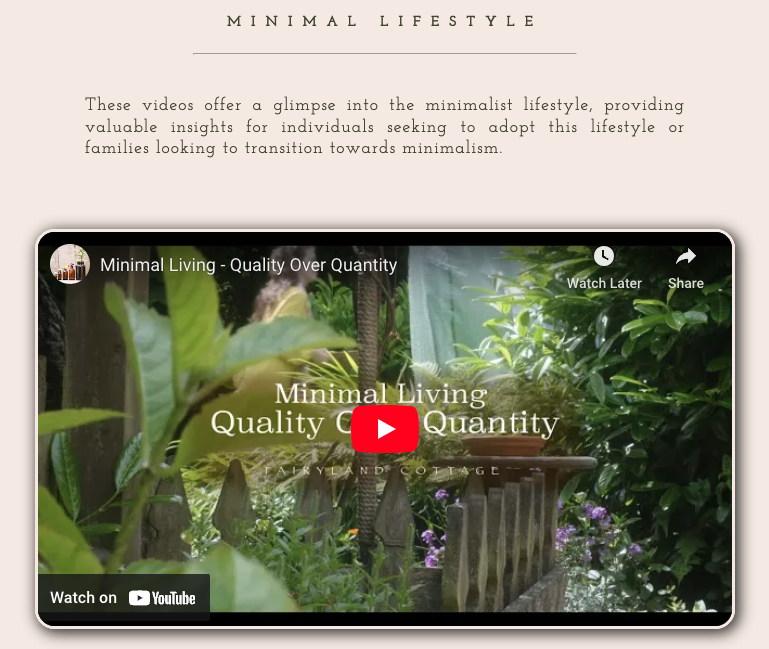 MINIMAL LIFESTYLE
These videos offer a glimpse into the minimalist lifestyle, providing
valuable insights for individuals seeking to adopt this lifestyle or
families looking to transition towards minimalism.
Minimal Living - Quality Over Quantity
Watch Later
Share
Minimal Living
Quality O Quantity
FAIRYLAND COTTAGE
Watch on YouTube